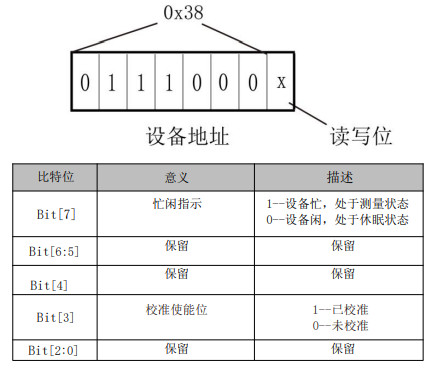 0x38
0 1 1 1 0 0 0 x
设备地址 读写位
比特位 意义 描述
Bit[7] 忙闲指示 1--设备忙，处于测量状态
0--设备闲，处于休眠状态
Bit[6:5] 保留 保留
Bit[4] 保留 保留
Bit[3] 校准使能位 1--已校准
0--未校准
Bit[2:0] 保留 保留